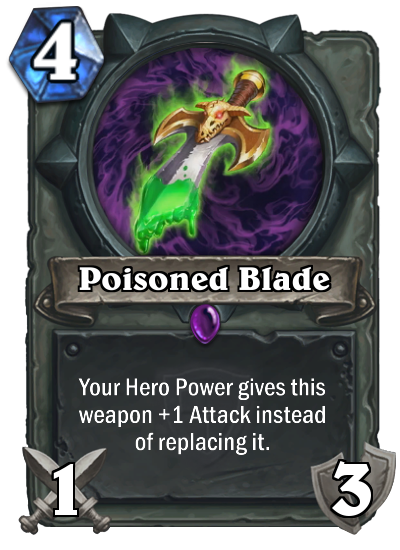 4
Poisoned Blade
Your Hero Power gives this
weapon +1 Attack instead
of replacing it.
1
3